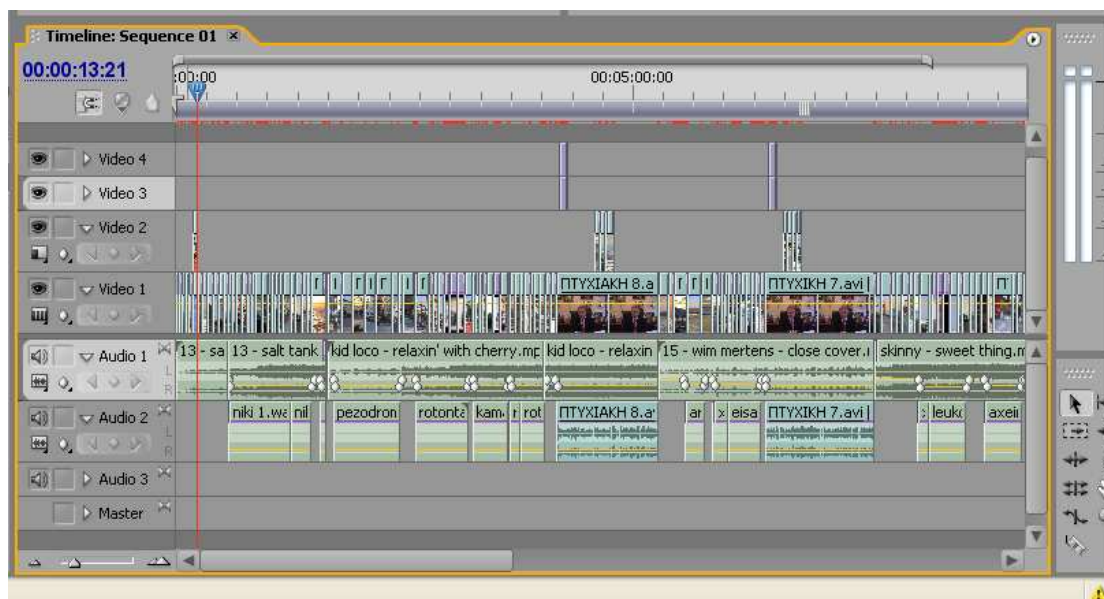 Timeline: Sequence 01
00:00:13:21
:00:00
00:05:00:00
Video 4
Video 3
Video 2
Video 1
ΠΤΥΧΙΑΚΗ 8.a
ΠΤΥΧΙΚΗ 7.avi
Audio 1
13 - sa
13 - salt tank
kid loco - relaxin' with cherry.mp
kid loco - relaxin
15 - wim mertens - close cover.
skinny - sweet thing.m
L
R
Audio 2
niki 1.wa
nil
pezodron
rotonta
kam
r
rot
ΠΤΥΧΙΑΚΗ 8.a
ar
x
eisa
ΠΤΥΧΙΚΗ 7.avi
leuko
axein
L
R
Audio 3
Master